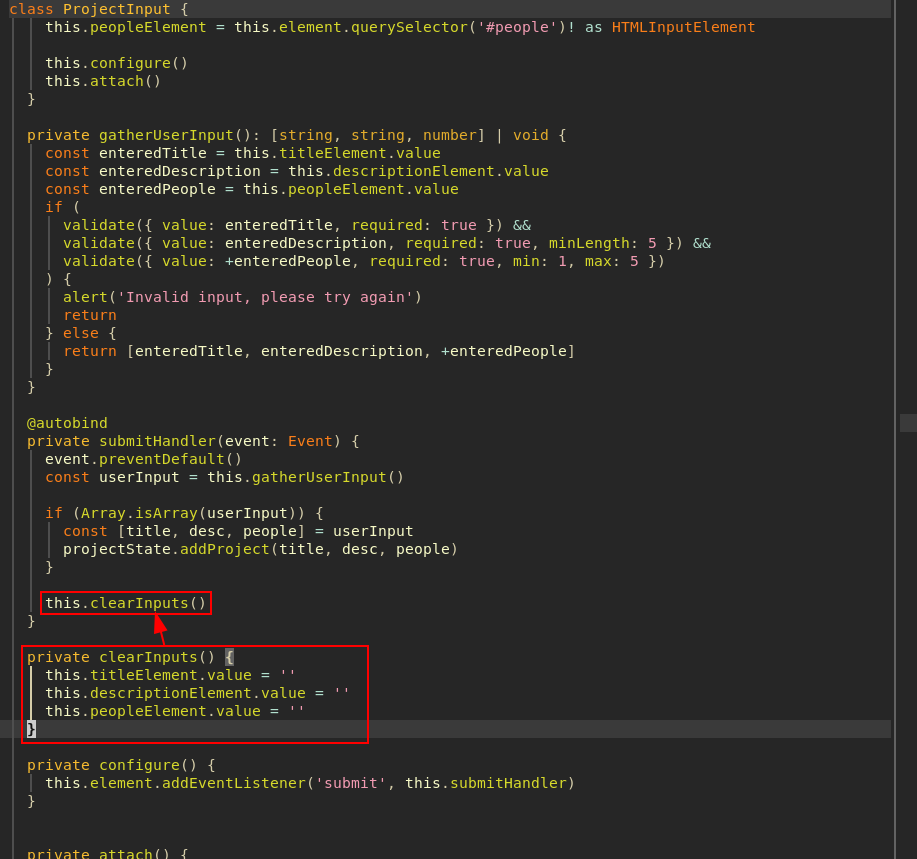 class ProjectInput {
this.peopleElement = this.element.querySelector('#people')! as HTMLInputElement
this.configure()
this.attach()
}
private gatherUserInput(): [string, string, number] | void {
const enteredTitle = this.titleElement.value
const enteredDescription = this.descriptionElement.value
const enteredPeople = this.peopleElement.value
if (
validate({ value: enteredTitle, required: true }) &&
validate({ value: enteredDescription, required: true, minLength: 5 }) &&
validate({ value: +enteredPeople, required: true, min: 1, max: 5 })
) {
alert('Invalid input, please try again')
return
} else {
return [enteredTitle, enteredDescription, +enteredPeople]
}
}
@autobind
private submitHandler(event: Event) {
event.preventDefault()
const userInput = this.gatherUserInput()
if (Array.isArray(userInput)) {
const [title, desc, people] = userInput
projectState.addProject(title, desc, people)
}
this.clearInputs()
}
private clearInputs() {
this.titleElement.value = ''
this.descriptionElement.value = ''
this.peopleElement.value = ''
}
private configure() {
this.element.addEventListener('submit', this.submitHandler)
}
private attach() {